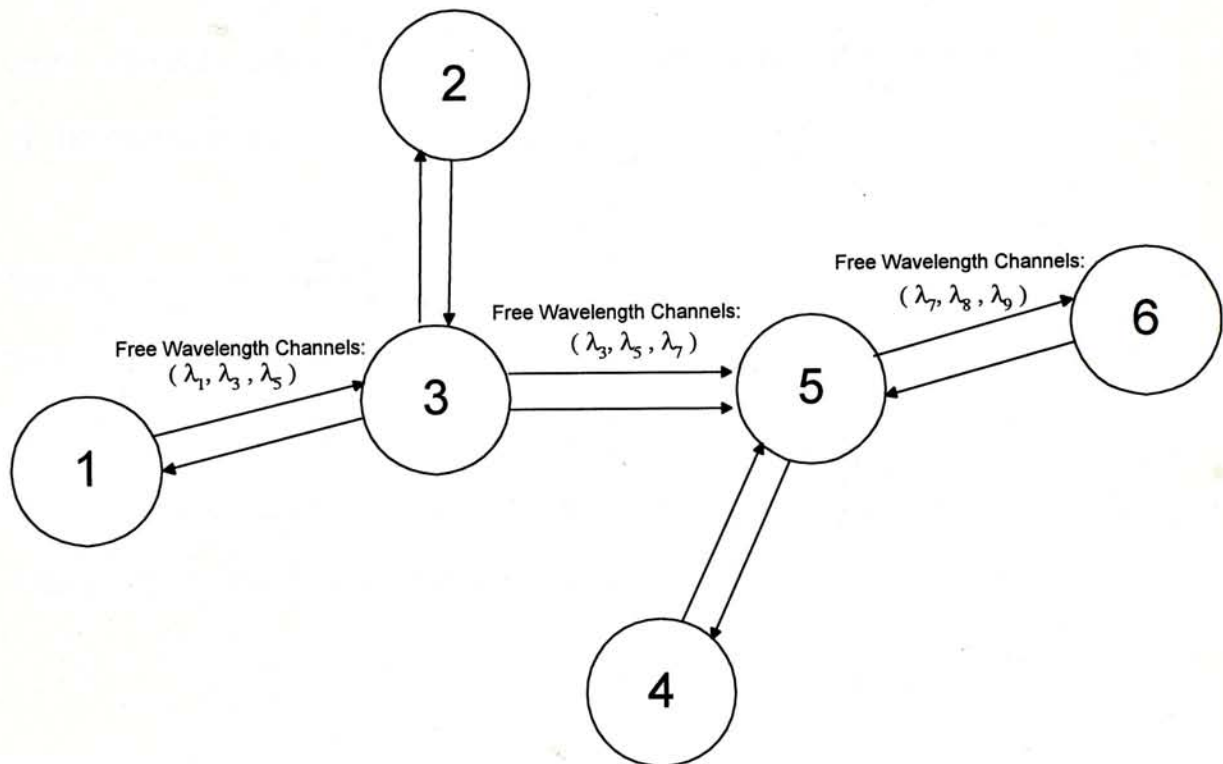 2
Free Wavelength Channels:
(λ7, λ8, λ9)
6
Free Wavelength Channels:
(λ3, λ5, λ7)
Free Wavelength Channels:
(λ1, λ3, λ5)
5
3
1
4